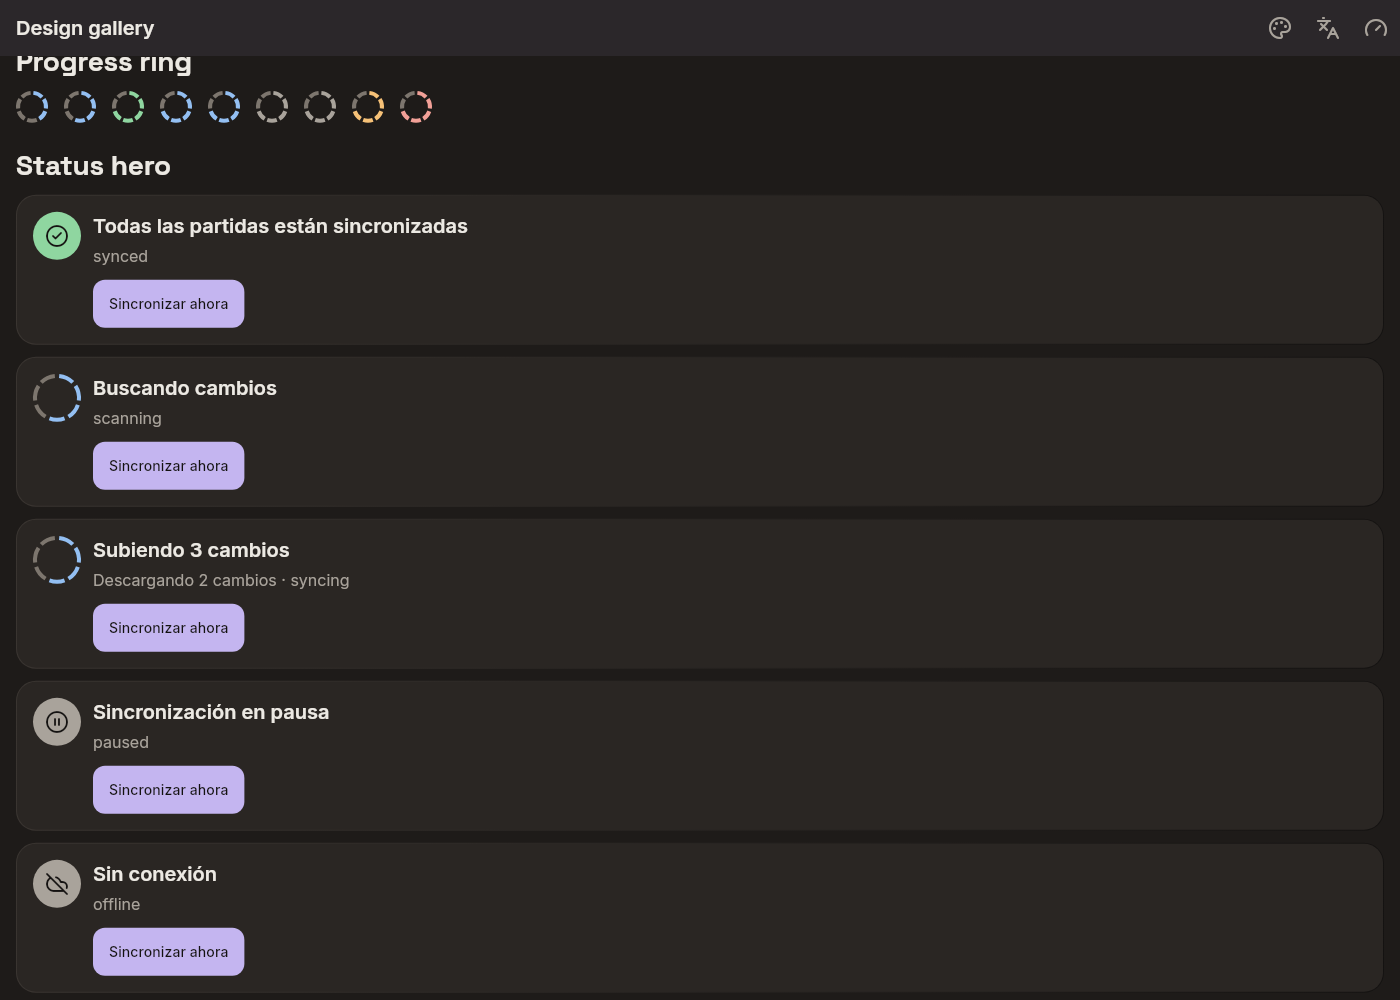 Design gallery
Progress ring
Status hero
Todas las partidas están sincronizadas
synced
Sincronizar ahora
Buscando cambios
scanning
Sincronizar ahora
Subiendo 3 cambios
Descargando 2 cambios · syncing
Sincronizar ahora
Sincronización en pausa
paused
Sincronizar ahora
Sin conexión
offline
Sincronizar ahora